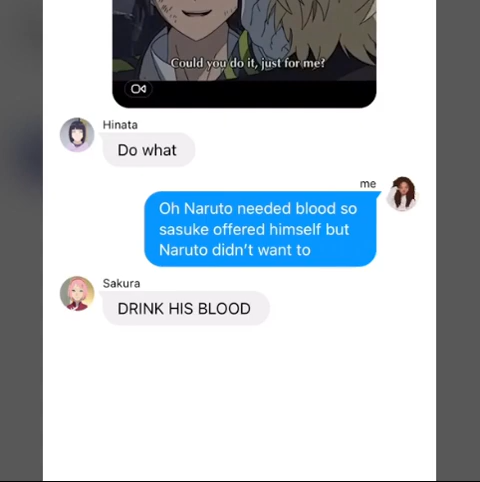 Could you do it, just for me?
Hinata
Do what
me
Oh Naruto needed blood so
sasuke offered himself but
Naruto didn't want to
Sakura
DRINK HIS BLOOD